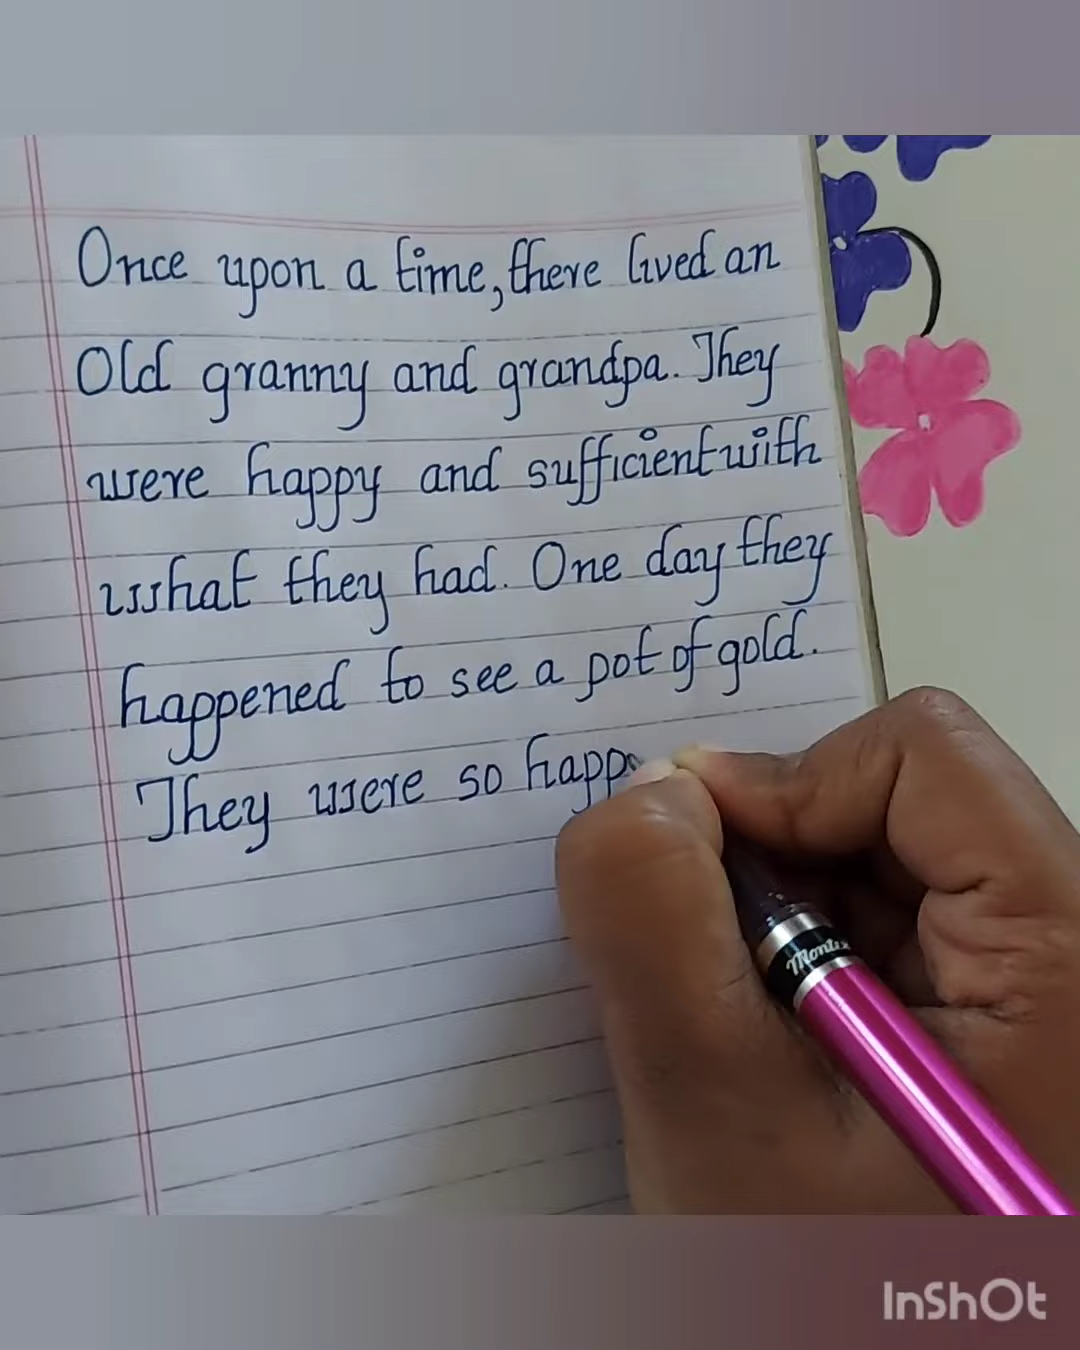 Once upon a time, there lived an
Old granny and grandpa. They
were happy and sufficient with
what they had. One day they
happened to see a pot of gold.
They were so happ
Montex
InShOt